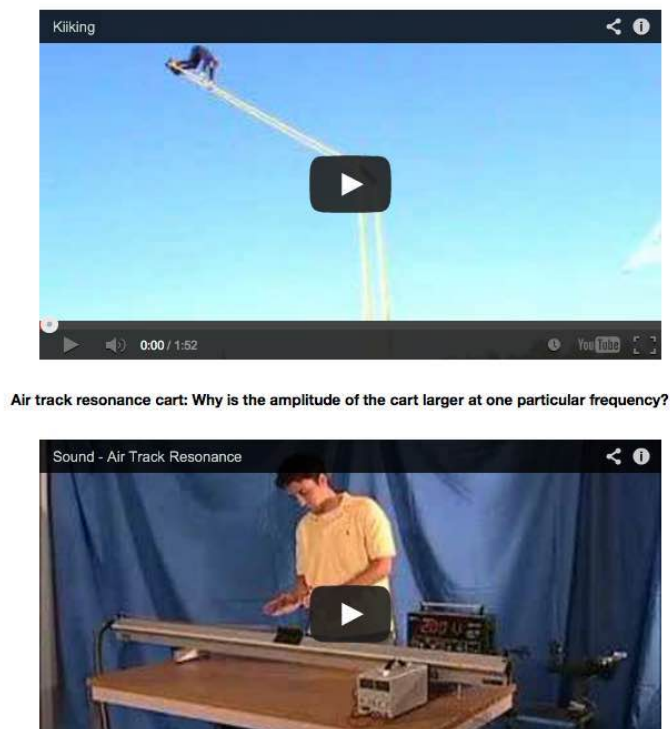 Kiiking
0:00 / 1:52
YouTube
Air track resonance cart: Why is the amplitude of the cart larger at one particular frequency?
Sound - Air Track Resonance